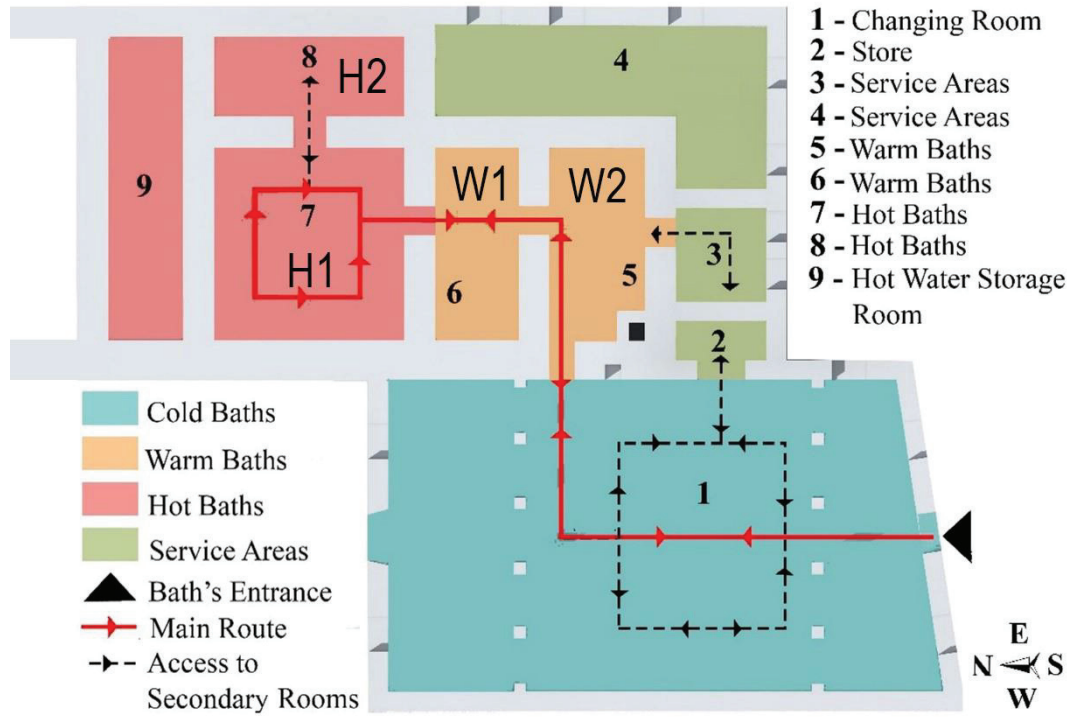 1 - Changing Room
2 - Store
3 - Service Areas
4 - Service Areas
5 - Warm Baths
6 - Warm Baths
7 - Hot Baths
8 - Hot Baths
9 - Hot Water Storage
Room
8
H2
4
9
7
H1
W1
6
W2
5
3
2
1
Cold Baths
Warm Baths
Hot Baths
Service Areas
Bath's Entrance
Main Route
Access to
Secondary Rooms
E
N S
W